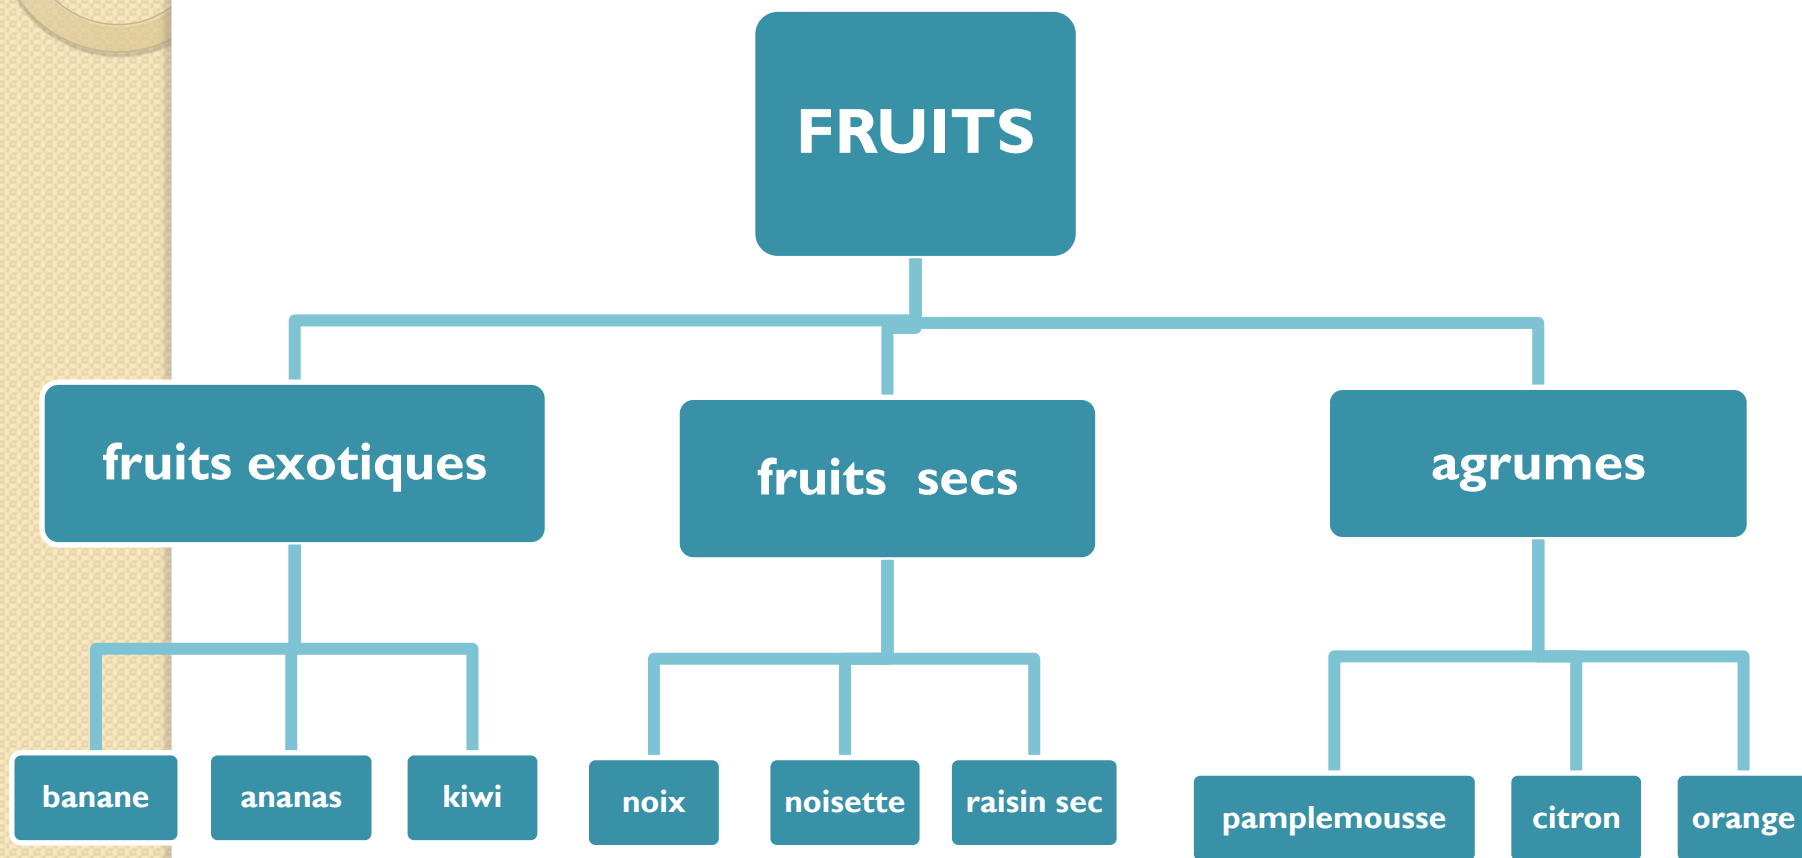 FRUITS
fruits exotiques
fruits secs
agrumes
banane
ananas
kiwi
noix
noisette
raisin sec
pamplemousse
citron
orange